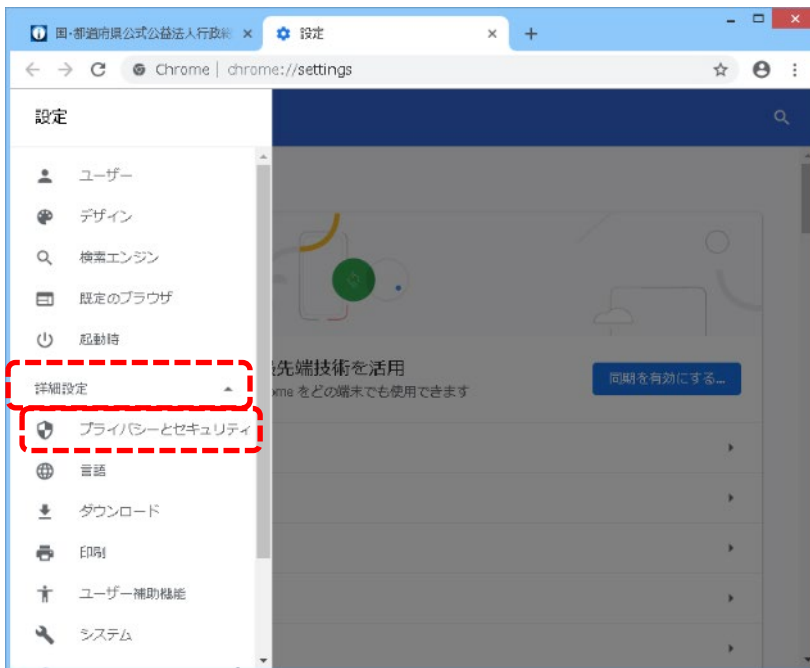 国・都道府県公式公益法人行政総
設定
Chrome | chrome://settings
設定
ユーザー
デザイン
検索エンジン
既定のブラウザ
起動時
先端技術を活用
ome をどの端末でも使用できます
同期を有効にする...
詳細設定
プライバシーとセキュリティ
言語
ダウンロード
印刷
ユーザー補助機能
システム